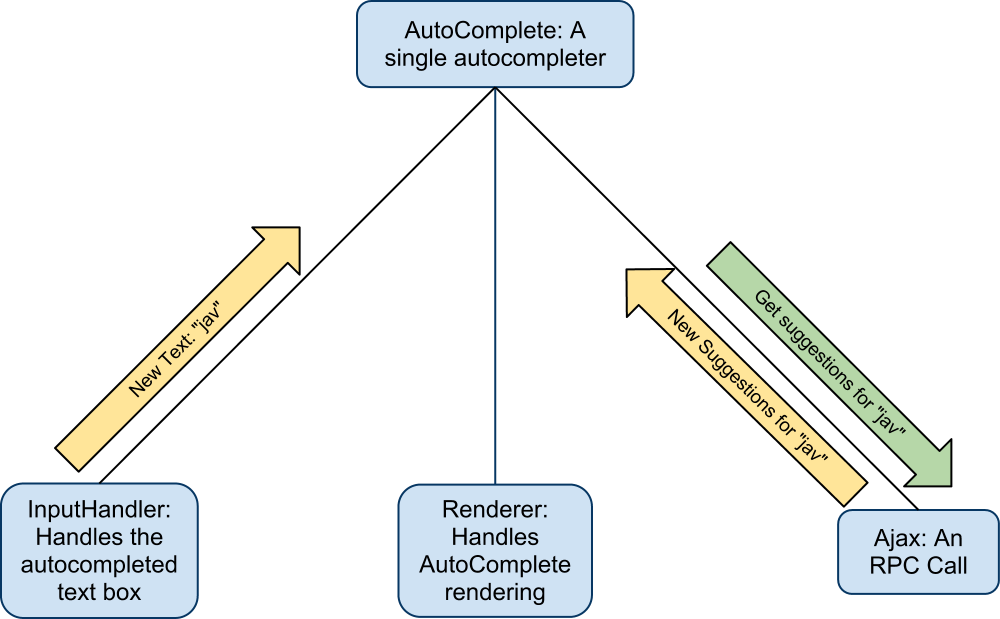 AutoComplete: A
single autocompleter
New Text: "jav"
New Suggestions for "jav"
Get suggestions for "jav"
InputHandler:
Handles the
autocompleted
text box
Renderer:
Handles
AutoComplete
rendering
Ajax: An
RPC Call